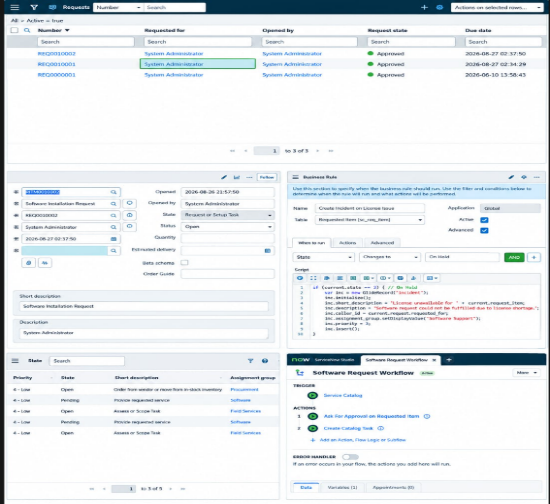 Requests Number Search Actions on selected rows...
All > Active = true
Number Requested for Opened by Request state Due date
Search Search Search Search Search
REQ0010002 System Administrator System Administrator Approved 2026-08-27 02:37:50
REQ0010001 System Administrator System Administrator Approved 2026-08-27 02:34:29
REQ0000001 System Administrator System Administrator Approved 2026-06-10 13:58:43
1 to 3 of 3
Follow
Opened 2026-08-26 21:57:50
Software Installation Request Opened by System Administrator
REQ0010002 State Request or Setup Task
Software Installation Request Status Open
2026-08-27 02:37:50 Quantity
Estimated delivery
Data schema
Order Guide
Short description
Software Installation Request
Description
System Administrator
Business Rule
Use this section to specify when the business rule should run. Use the filter and conditions below to
determine when the rule will run and what actions will be performed.
Name Create Incident on License Issue Application Global
Table Requested Item [sc_req_item] Active
Advanced
When to run Actions Advanced
State Changes to On Hold AND +
Script
1 if (current.state == 3) { // On Hold
2 var inc = new GlideRecord("incident");
3 inc.initialize();
4 inc.short_description = "License unavailable for " + current.request_item;
5 inc.description = "Software request could not be fulfilled due to license shortage.";
6 inc.caller_id = current.requested_for;
7 inc.assignment_group.setDisplayValue("Software Support");
8 inc.priority = 3;
9 inc.insert();
10 }
State Search
Priority State Short description Assignment group
Search Search Search Search
4 - Low Open Order from vendor or move from in-stock inventory Procurement
4 - Low Pending Provide requested service Software
4 - Low Open Assess or Scope Task Field Services
4 - Low Pending Provide requested service Software
4 - Low Open Assess or Scope Task Field Services
1 to 3 of 3
now ServiceNow Studio Software Request Workflow +
Software Request Workflow Active More
TRIGGER
Service Catalog
ACTIONS
1 Ask For Approval on Requested Item
2 Create Catalog Task
+ Add an Action, Flow Logic or Subflow
ERROR HANDLER
If an error occurs in your flow, the actions you add here will run.
Data Variables (1) Appointments (0)